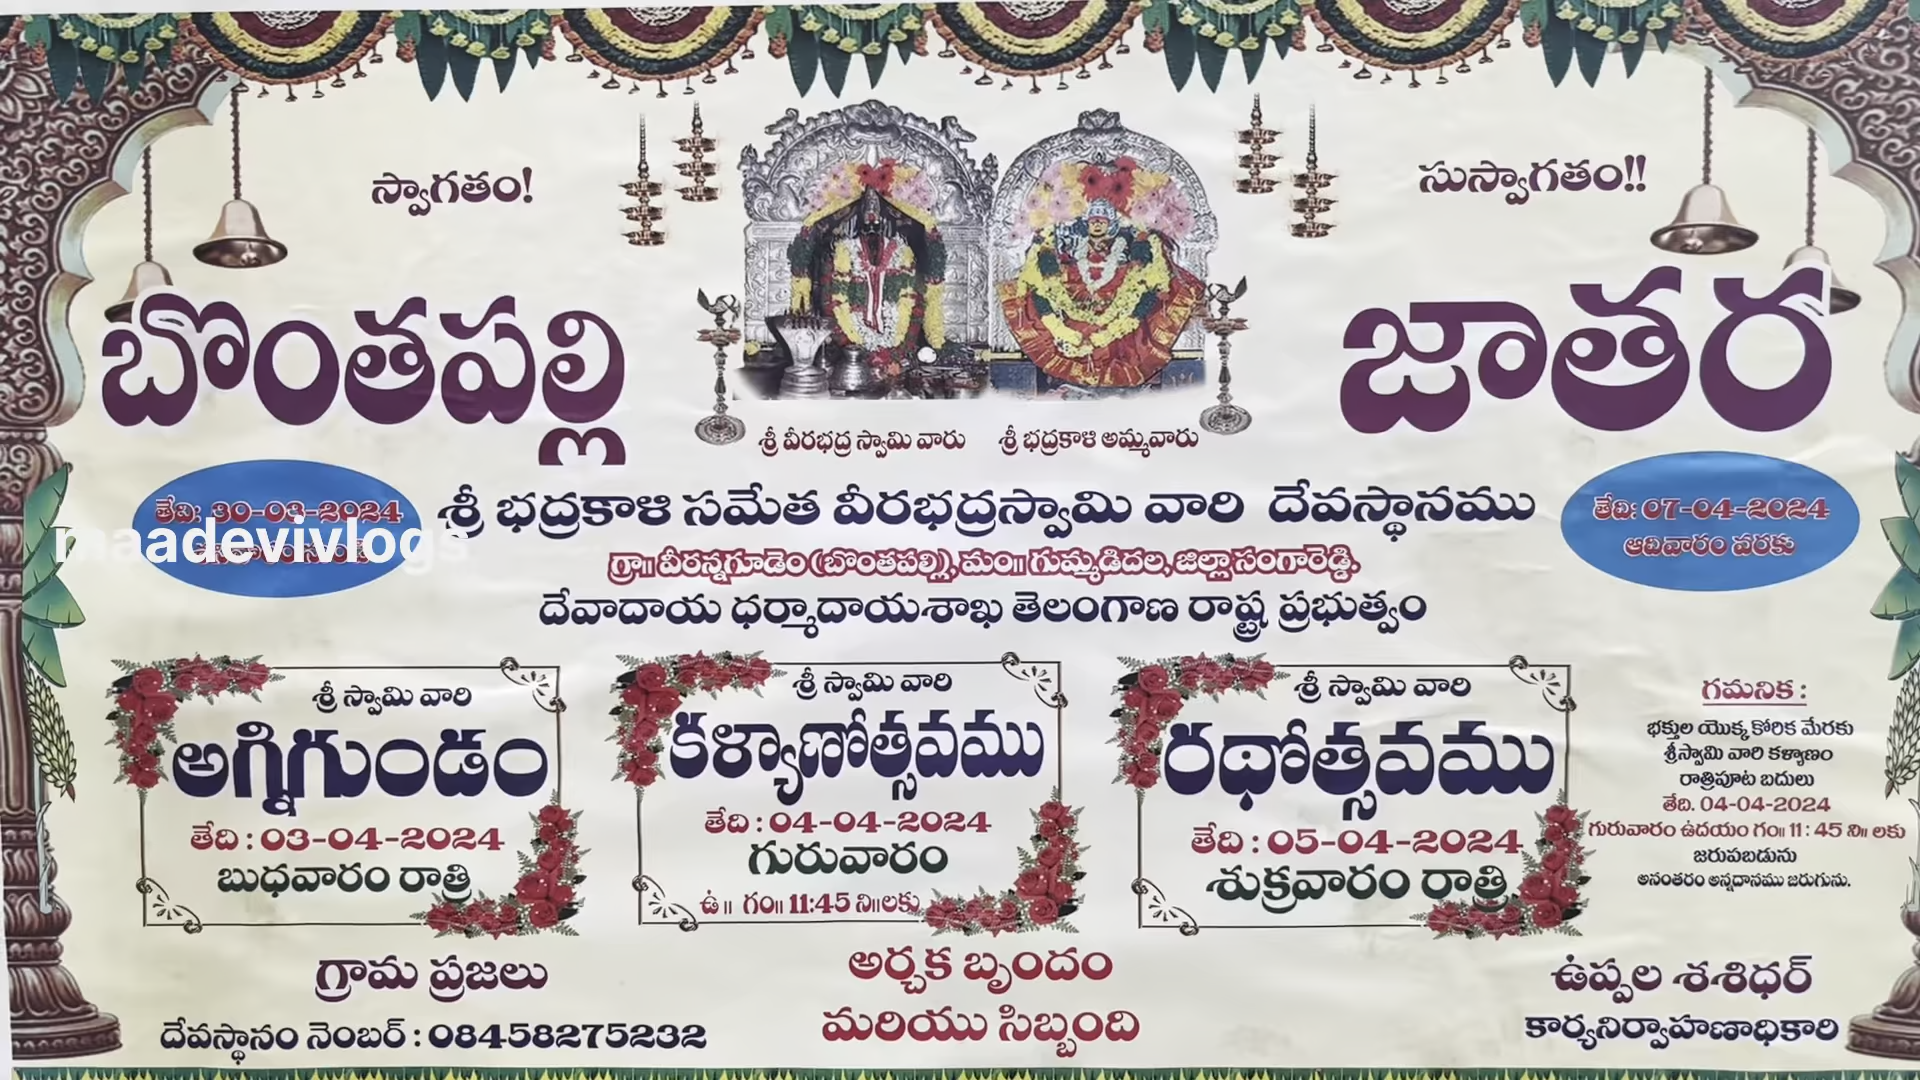 స్వాగతం!
సుస్వాగతం!!
బొంతపల్లి
జాతర
శ్రీ వీరభద్ర స్వామి వారు
శ్రీ భద్రకాళి అమ్మవారు
తేది: 30-03-2024
maadevivlogs
శ్రీ భద్రకాళి సమేత వీరభద్రస్వామి వారి దేవస్థానము
తేది: 07-04-2024
ఆదివారం వరకు
గ్రా॥ వీరన్నగూడెం (బొంతపల్లి), మం॥ గుమ్మడిదల, జిల్లా సంగారెడ్డి.
దేవాదాయ ధర్మాదాయశాఖ తెలంగాణ రాష్ట్ర ప్రభుత్వం
శ్రీ స్వామి వారి
అగ్నిగుండం
తేది : 03-04-2024
బుధవారం రాత్రి
శ్రీ స్వామి వారి
కళ్యాణోత్సవము
తేది : 04-04-2024
గురువారం
ఉ॥ గం॥ 11:45 ని॥లకు
శ్రీ స్వామి వారి
రథోత్సవము
తేది : 05-04-2024
శుక్రవారం రాత్రి
గమనిక :
భక్తుల యొక్క కోరిక మేరకు
శ్రీస్వామి వారి కళ్యాణం
రాత్రిపూట బదులు
తేది. 04-04-2024
గురువారం ఉదయం గం॥ 11 : 45 ని॥ లకు
జరుపబడును
అనంతరం అన్నదానము జరుగును.
గ్రామ ప్రజలు
దేవస్థానం నెంబర్ : 08458275232
అర్చక బృందం
మరియు సిబ్బంది
ఉప్పల శశిధర్
కార్యనిర్వాహణాధికారి